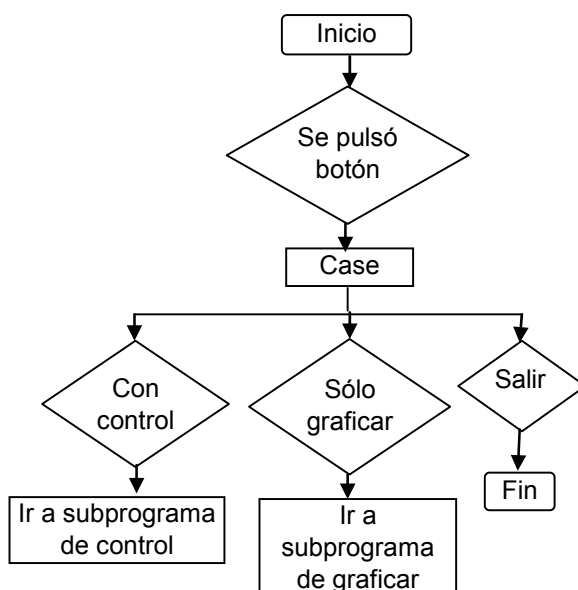 Inicio
Se pulsó
botón
Case
Con
control
Sólo
graficar
Salir
Ir a subprograma
de control
Ir a
subprograma
de graficar
Fin